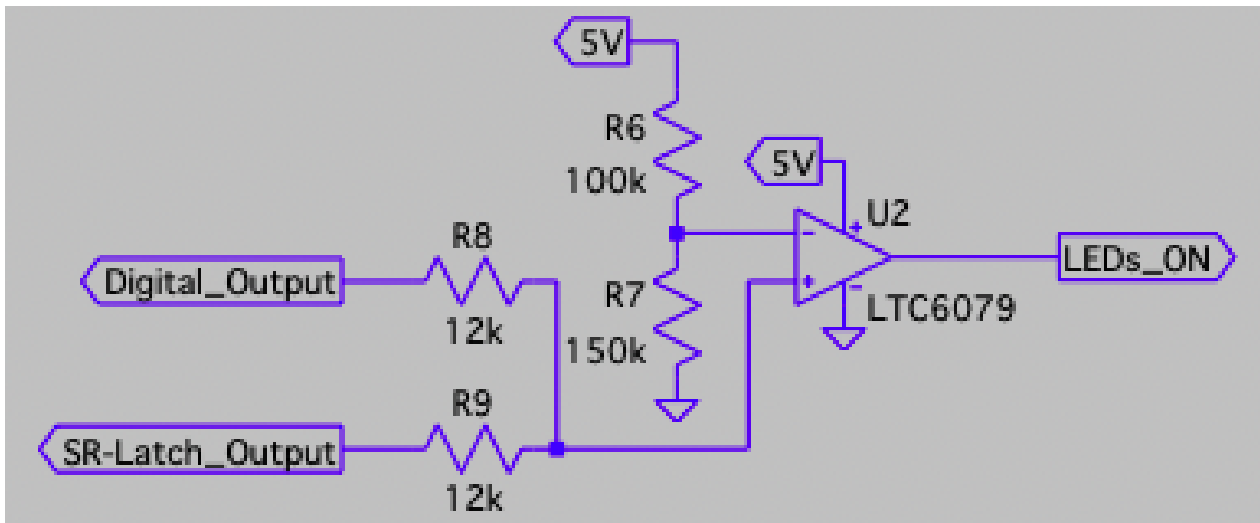 5V
R6
100k
5V
U2
+
-
R8
Digital_Output
12k
R7
150k
-
+
LEDs_ON
LTC6079
R9
SR-Latch_Output
12k